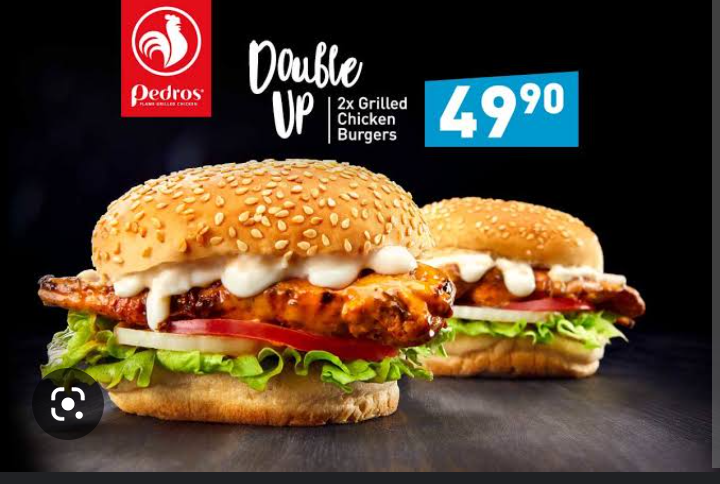 Pedros
FLAME GRILLED CHICKEN
Double
UP
2x Grilled
Chicken
Burgers
4990